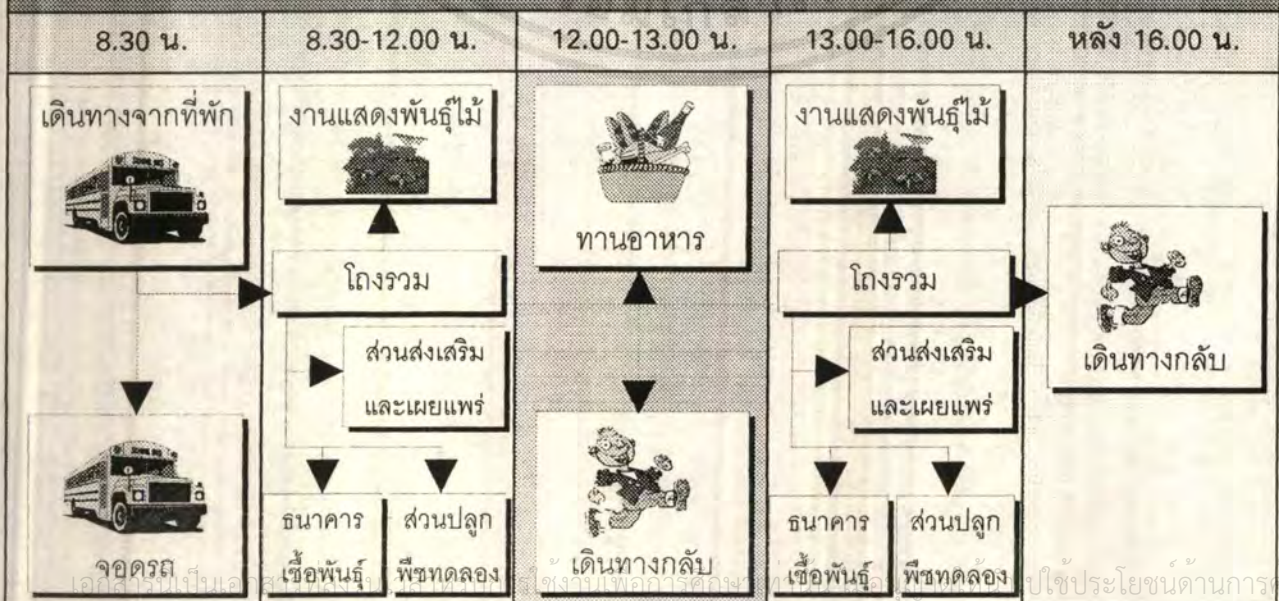 8.30 น.
8.30-12.00 น.
12.00-13.00 น.
13.00-16.00 น.
หลัง 16.00 น.
เดินทางจากที่พัก
จอดรถ
งานแสดงพันธุ์ไม้
โถงรวม
ส่วนส่งเสริม
และเผยแพร่
ธนาคาร
เชื้อพันธุ์
ส่วนปลูก
พืชทดลอง
ทานอาหาร
เดินทางกลับ
งานแสดงพันธุ์ไม้
โถงรวม
ส่วนส่งเสริม
และเผยแพร่
ธนาคาร
เชื้อพันธุ์
ส่วนปลูก
พืชทดลอง
เดินทางกลับ